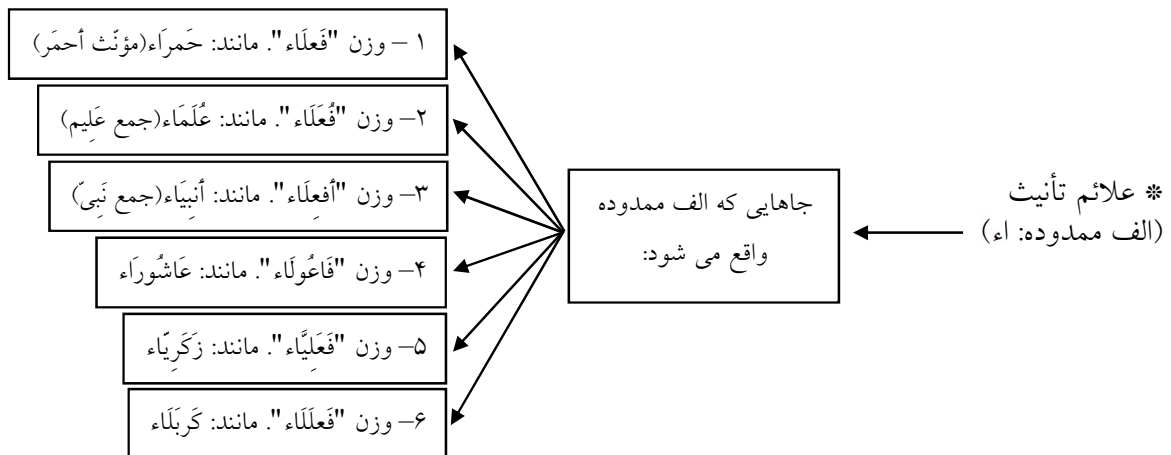 * علائم تأنیث
(الف ممدوده: اء)
جاهایی که الف ممدوده
واقع می شود:
۱ – وزن "فَعلَاء". مانند: حَمرَاء(مؤنّث أحمَر)
۲– وزن "فُعَلَاء". مانند: عُلَمَاء(جمع عَلِیم)
۳– وزن "أفعِلَاء". مانند: أنبِیَاء(جمع نَبِیّ)
۴– وزن "فَاعُولَاء". مانند: عَاشُورَاء
۵– وزن "فَعَلِیَّاء". مانند: زَکَرِیّاء
۶– وزن "فَعلَلَاء". مانند: کَربَلَاء